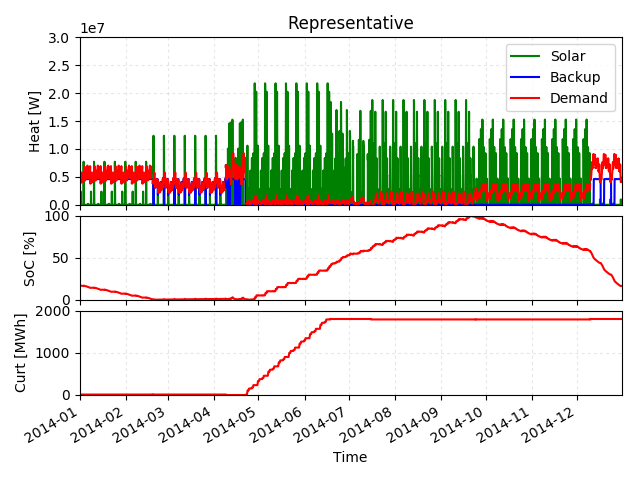 Representative
1e7
3.0
2.5
2.0
1.5
1.0
0.5
0.0
Heat [W]
Solar
Backup
Demand
100
50
0
SoC [%]
2000
1000
0
Curt [MWh]
2014-01
2014-02
2014-03
2014-04
2014-05
2014-06
2014-07
2014-08
2014-09
2014-10
2014-11
2014-12
Time